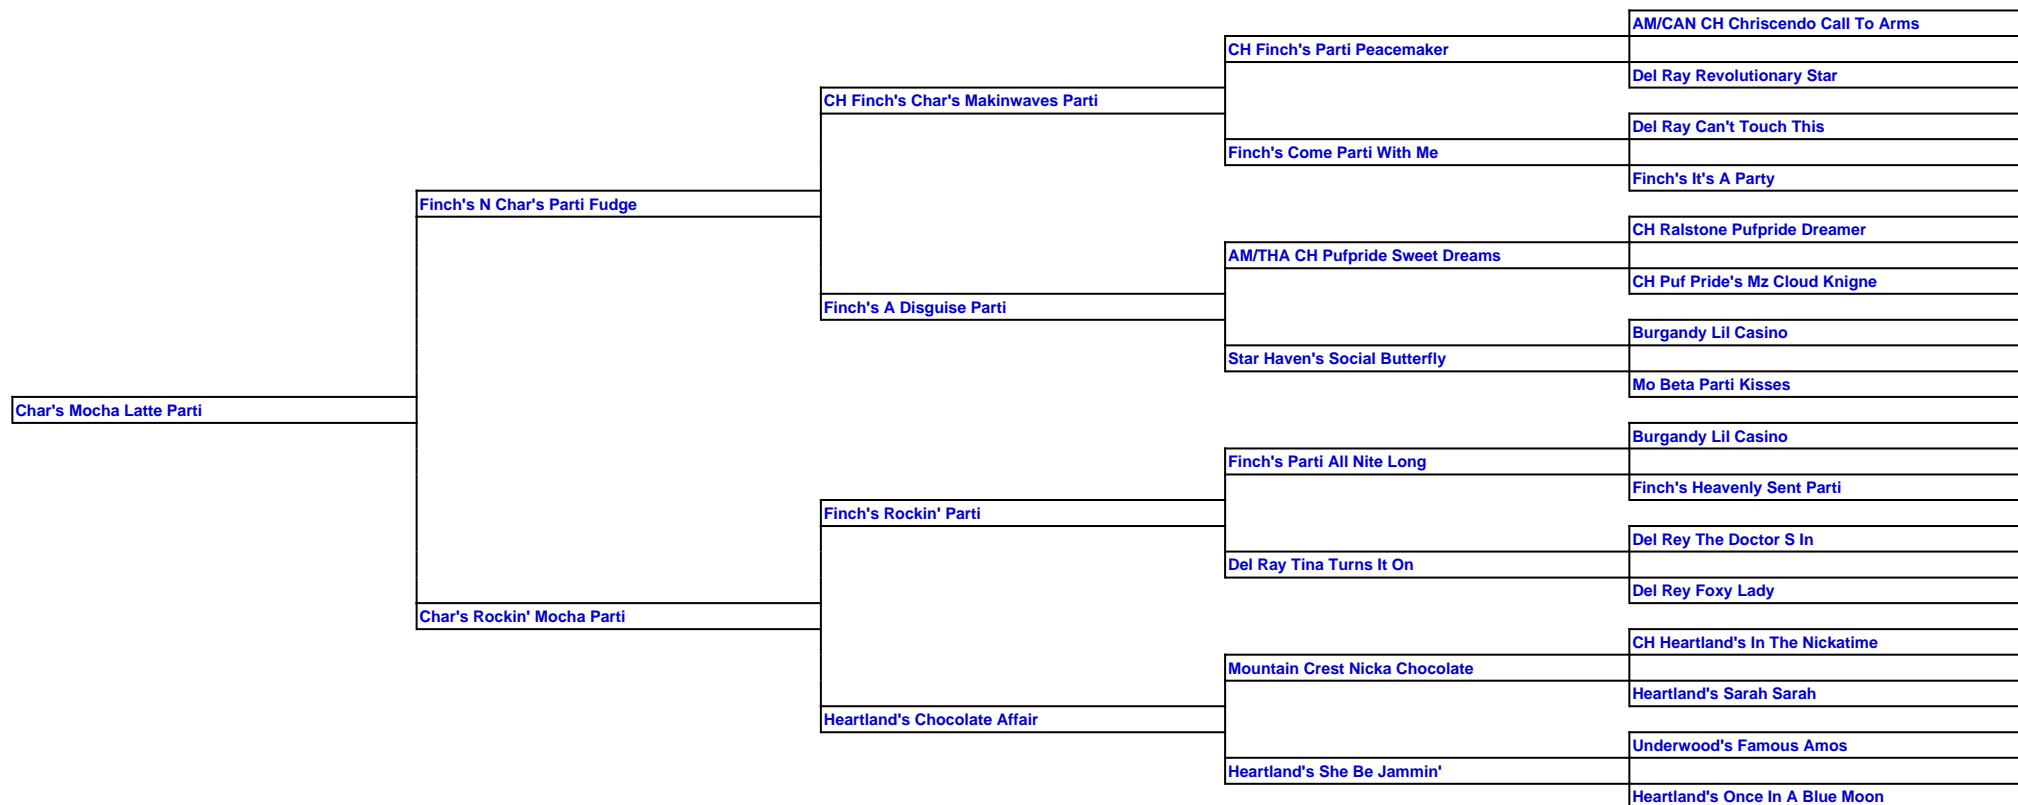 AM/CAN CH Chriscendo Call To Arms
CH Finch's Parti Peacemaker
Del Ray Revolutionary Star
CH Finch's Char's Makinwaves Parti
Del Ray Can't Touch This
Finch's Come Parti With Me
Finch's It's A Party
Finch's N Char's Parti Fudge
CH Ralstone Pufpride Dreamer
AM/THA CH Pufpride Sweet Dreams
CH Puf Pride's Mz Cloud Knigne
Finch's A Disguise Parti
Burgandy Lil Casino
Star Haven's Social Butterfly
Mo Beta Parti Kisses
Char's Mocha Latte Parti
Burgandy Lil Casino
Finch's Parti All Nite Long
Finch's Heavenly Sent Parti
Finch's Rockin' Parti
Del Rey The Doctor S In
Del Ray Tina Turns It On
Del Rey Foxy Lady
Char's Rockin' Mocha Parti
CH Heartland's In The Nickatime
Mountain Crest Nicka Chocolate
Heartland's Sarah Sarah
Heartland's Chocolate Affair
Underwood's Famous Amos
Heartland's She Be Jammin'
Heartland's Once In A Blue Moon